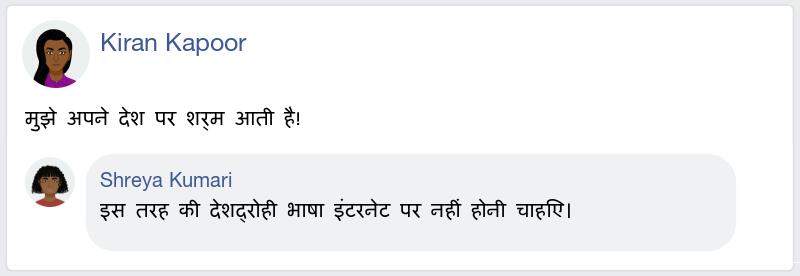 Kiran Kapoor
मुझे अपने देश पर शर्म आती है!
Shreya Kumari
इस तरह की देशद्रोही भाषा इंटरनेट पर नहीं होनी चाहिए।